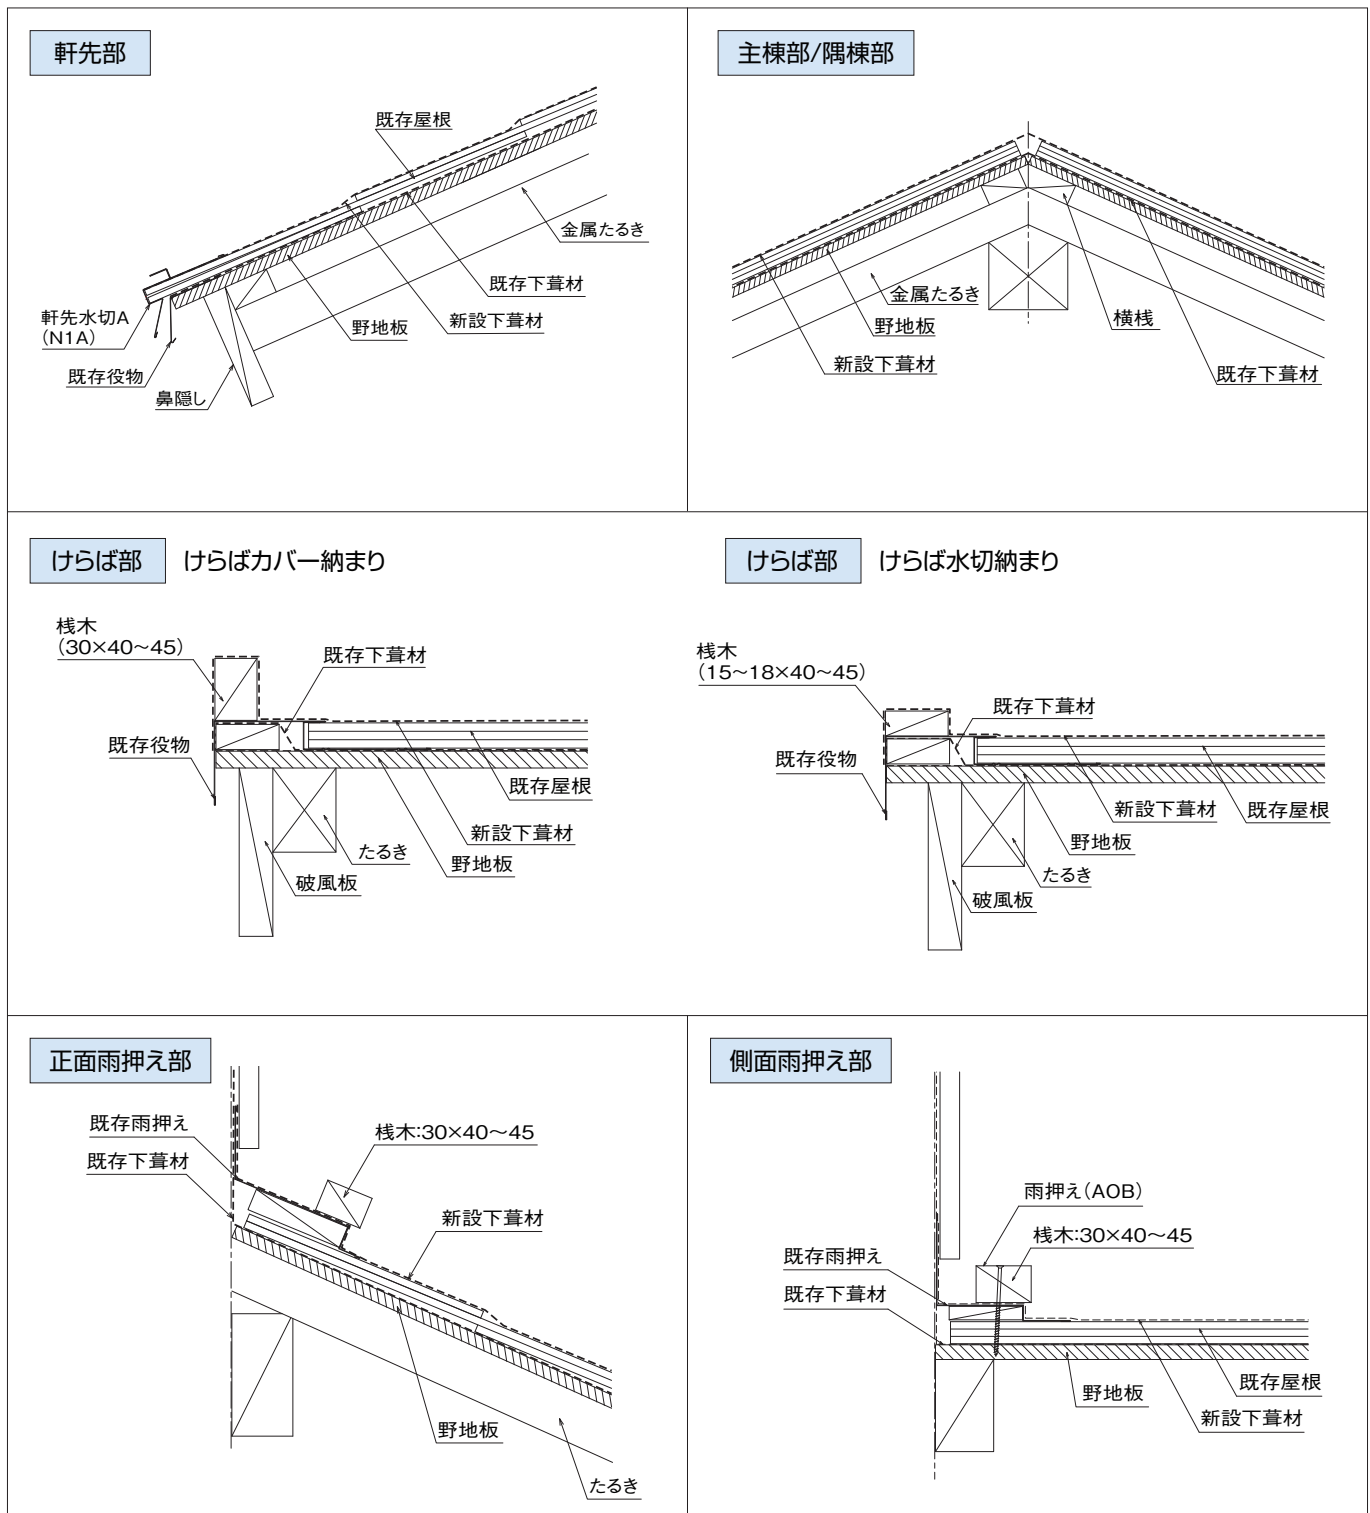 軒先部
既存屋根
金属たるき
既存下葺材
新設下葺材
野地板
軒先水切A
(N1A)
既存役物
鼻隠し
主棟部/隅棟部
金属たるき
野地板
新設下葺材
横桟
既存下葺材
けらば部 けらばカバー納まり
桟木
(30×40~45)
既存下葺材
既存役物
既存屋根
新設下葺材
たるき
野地板
破風板
けらば部 けらば水切納まり
桟木
(15~18×40~45)
既存下葺材
既存役物
新設下葺材
既存屋根
野地板
たるき
破風板
正面雨押え部
既存雨押え
既存下葺材
桟木:30×40~45
新設下葺材
野地板
たるき
側面雨押え部
雨押え(AOB)
桟木:30×40~45
既存雨押え
既存下葺材
既存屋根
野地板
新設下葺材